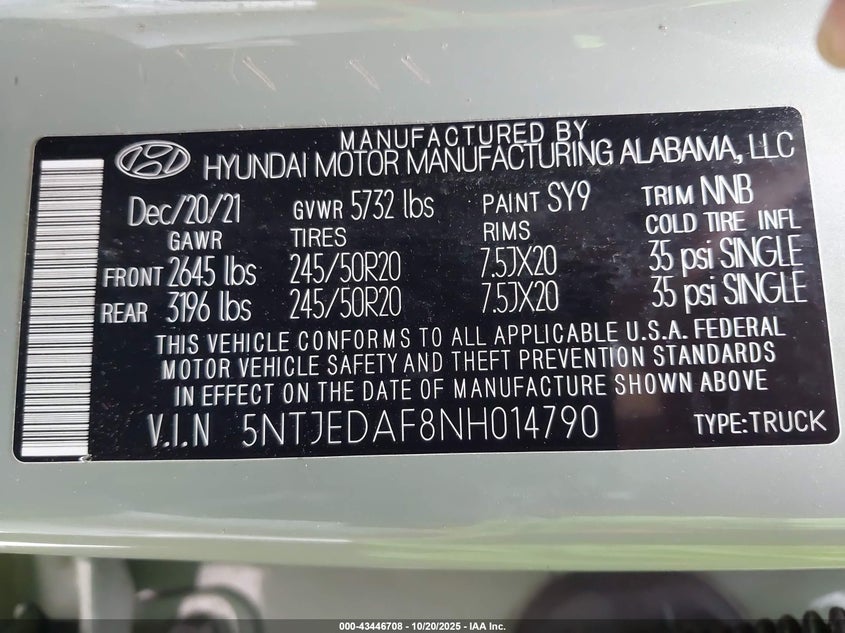 MANUFACTURED BY
HYUNDAI MOTOR MANUFACTURING ALABAMA, LLC
Dec/20/21 GVWR 5732 lbs PAINT SY9 TRIM NNB
GAWR TIRES RIMS COLD TIRE INFL
FRONT 2645 lbs 245/50R20 7.5JX20 35 psi SINGLE
REAR 3196 lbs 245/50R20 7.5JX20 35 psi SINGLE
THIS VEHICLE CONFORMS TO ALL APPLICABLE U.S.A. FEDERAL
MOTOR VEHICLE SAFETY AND THEFT PREVENTION STANDARDS
IN EFFECT ON THE DATE OF MANUFACTURE SHOWN ABOVE
V.I.N 5NTJEDAF8NH014790 TYPE:TRUCK
000-43446708 - 10/20/2025 - IAA Inc.